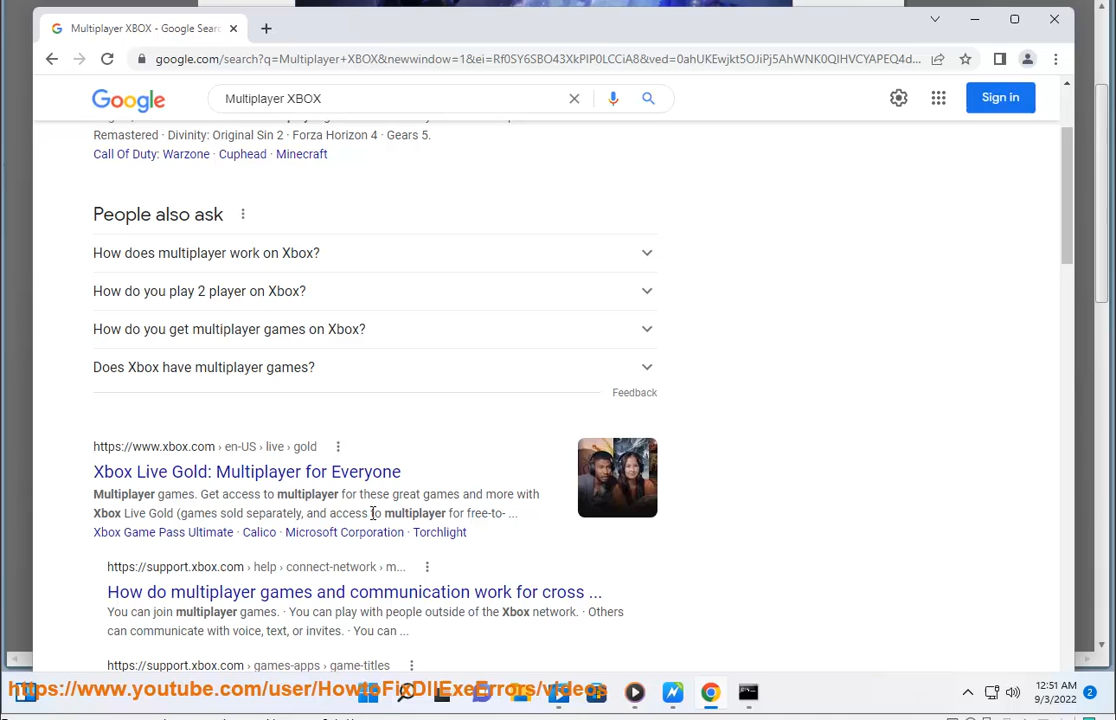 Multiplayer XBOX - Google Searc
google.com/search?q=Multiplayer+XBOX&newwindow=1&ei=Rf0SY6SBO43XkPIP0LCCiA8&ved=0ahUKEwjkt5OJiPj5AhWNK0QIHVCYAPEQ4d...
Google
Multiplayer XBOX
Sign in
Remastered · Divinity: Original Sin 2 · Forza Horizon 4 · Gears 5.
Call Of Duty: Warzone · Cuphead · Minecraft
People also ask
How does multiplayer work on Xbox?
How do you play 2 player on Xbox?
How do you get multiplayer games on Xbox?
Does Xbox have multiplayer games?
Feedback
https://www.xbox.com › en-US › live › gold
Xbox Live Gold: Multiplayer for Everyone
Multiplayer games. Get access to multiplayer for these great games and more with
Xbox Live Gold (games sold separately, and access to multiplayer for free-to- ...
Xbox Game Pass Ultimate · Calico · Microsoft Corporation · Torchlight
https://support.xbox.com › help › connect-network › m...
How do multiplayer games and communication work for cross ...
You can join multiplayer games. · You can play with people outside of the Xbox network. · Others
can communicate with voice, text, or invites. · You can ...
https://support.xbox.com › games-apps › game-titles
https://www.youtube.com/user/HowtoFixDllExeErrors/videos
12:51 AM
9/3/2022
2